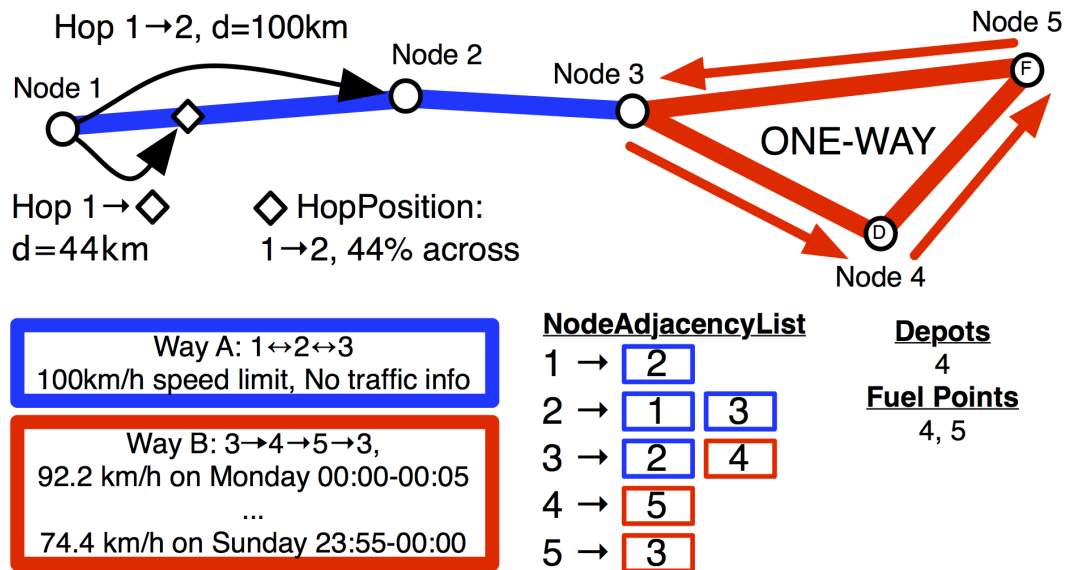 Hop 1→2, d=100km
Node 1
Node 2
Node 3
Node 5
F
ONE-WAY
D
Node 4
Hop 1→◇
d=44km
◇ HopPosition:
1→2, 44% across
Way A: 1↔2↔3
100km/h speed limit, No traffic info
Way B: 3→4→5→3,
92.2 km/h on Monday 00:00-00:05
...
74.4 km/h on Sunday 23:55-00:00
NodeAdjacencyList
1 → 2
2 → 1 3
3 → 2 4
4 → 5
5 → 3
Depots
4
Fuel Points
4, 5